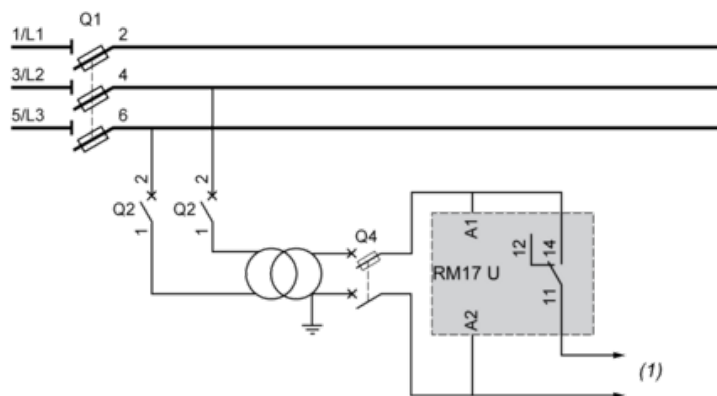 Q1
1/L1 2
3/L2 4
5/L3 6
2 2
Q2 Q2
1 1
Q4
A1 12 14
RM17 U
A2 11
(1)